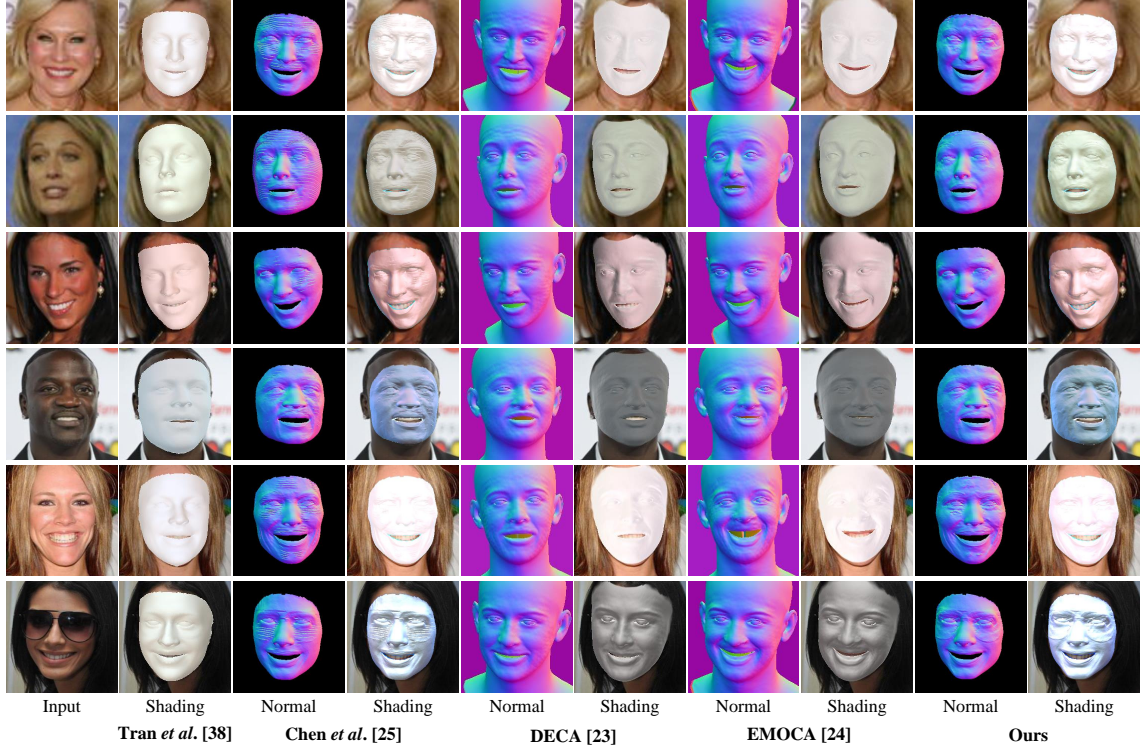 Input Shading Normal Shading Normal Shading Normal Shading Normal Shading
Tran et al. [38] Chen et al. [25] DECA [23] EMOCA [24] Ours